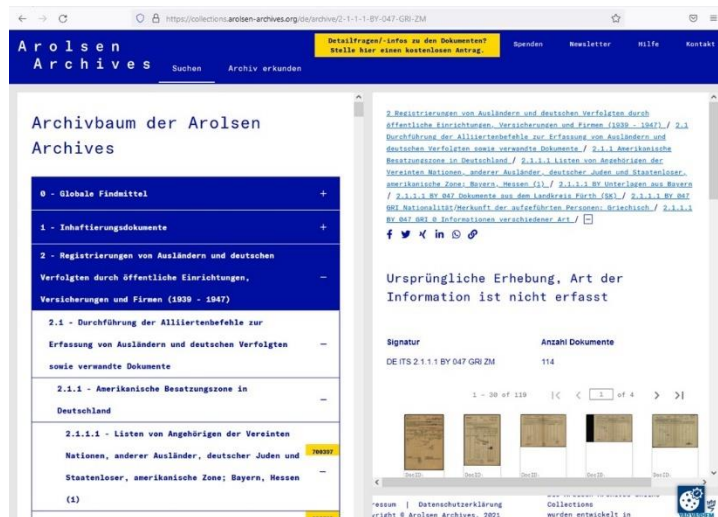 https://collections.arolsen-archives.org/de/archive/2-1-1-1-BY-047-GRI-ZM
Arolsen
Archives
Suchen
Archiv erkunden
Detailfragen/-infos zu den Dokumenten?
Stelle hier einen kostenlosen Antrag.
Spenden
Newsletter
Hilfe
Kontakt
Archivbaum der Arolsen
Archives
0 - Globale Findmittel +
1 - Inhaftierungsdokumente +
2 - Registrierungen von Ausländern und deutschen
Verfolgten durch öffentliche Einrichtungen, −
Versicherungen und Firmen (1939 - 1947)
2.1 - Durchführung der Alliiertenbefehle zur
Erfassung von Ausländern und deutschen Verfolgten −
sowie verwandte Dokumente
2.1.1 - Amerikanische Besatzungszone in −
Deutschland
2.1.1.1 - Listen von Angehörigen der Vereinten
Nationen, anderer Ausländer, deutscher Juden und
Staatenloser, amerikanische Zone; Bayern, Hessen −
(1)
700397
2 Registrierungen von Ausländern und deutschen Verfolgten durch
öffentliche Einrichtungen, Versicherungen und Firmen (1939 - 1947) / 2.1
Durchführung der Alliiertenbefehle zur Erfassung von Ausländern und
deutschen Verfolgten sowie verwandte Dokumente / 2.1.1 Amerikanische
Besatzungszone in Deutschland / 2.1.1.1 Listen von Angehörigen der
Vereinten Nationen, anderer Ausländer, deutscher Juden und Staatenloser,
amerikanische Zone; Bayern, Hessen (1) / 2.1.1.1 BY Unterlagen aus Bayern
/ 2.1.1.1 BY 047 Dokumente aus dem Landkreis Fürth (SK) / 2.1.1.1 BY 047
GRI Nationalität/Herkunft der aufgeführten Personen: Griechisch / 2.1.1.1
BY 047 GRI 0 Informationen verschiedener Art /
Ursprüngliche Erhebung, Art der
Information ist nicht erfasst
Signatur
Anzahl Dokumente
DE ITS 2.1.1.1 BY 047 GRI ZM
114
1 - 30 of 119 |< < 1 of 4 > >|
DocID: DocID: DocID: DocID: DocID:
ressum | Datenschutzerklärung
yright © Arolsen Archives, 2021
Collections
wurden entwickelt in